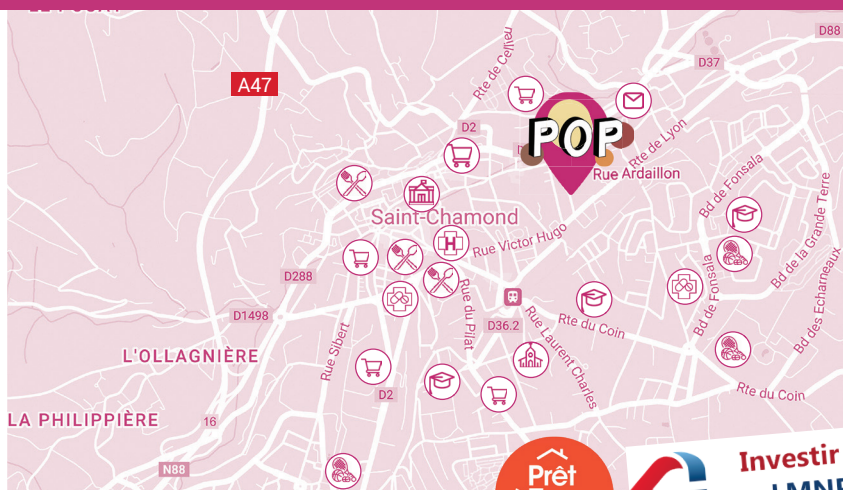 D88
D37
A47
Rte de Cellieu
D2
POP
Rte de Lyon
Rue Ardaillon
Bd de Fonsala
Saint-Chamond
H
Rue Victor Hugo
Bd de la Grande Terre
D288
Rue du Pilat
Bd de Fonsala
Bd des Echarneaux
D1498
D36.2
Rte du Coin
Rue Laurent Charles
Rue Sibert
L'OLLAGNIÈRE
D2
Rte du Coin
LA PHILIPPIÈRE
16
N88
Prêt
Investir